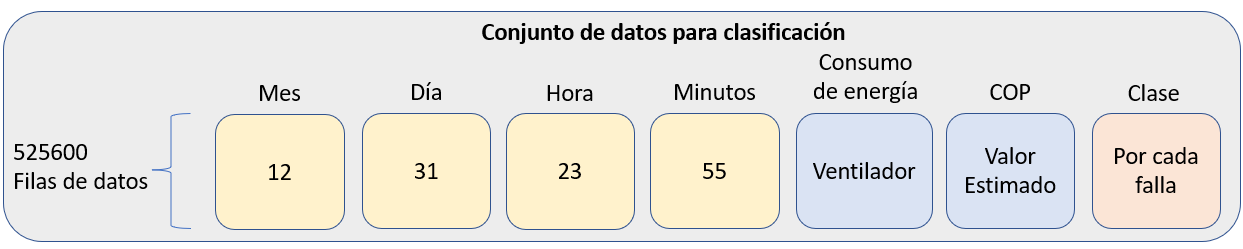 Conjunto de datos para clasificación
Mes
Día
Hora
Minutos
Consumo
de energía
COP
Clase
525600
Filas de datos
12
31
23
55
Ventilador
Valor
Estimado
Por cada
falla